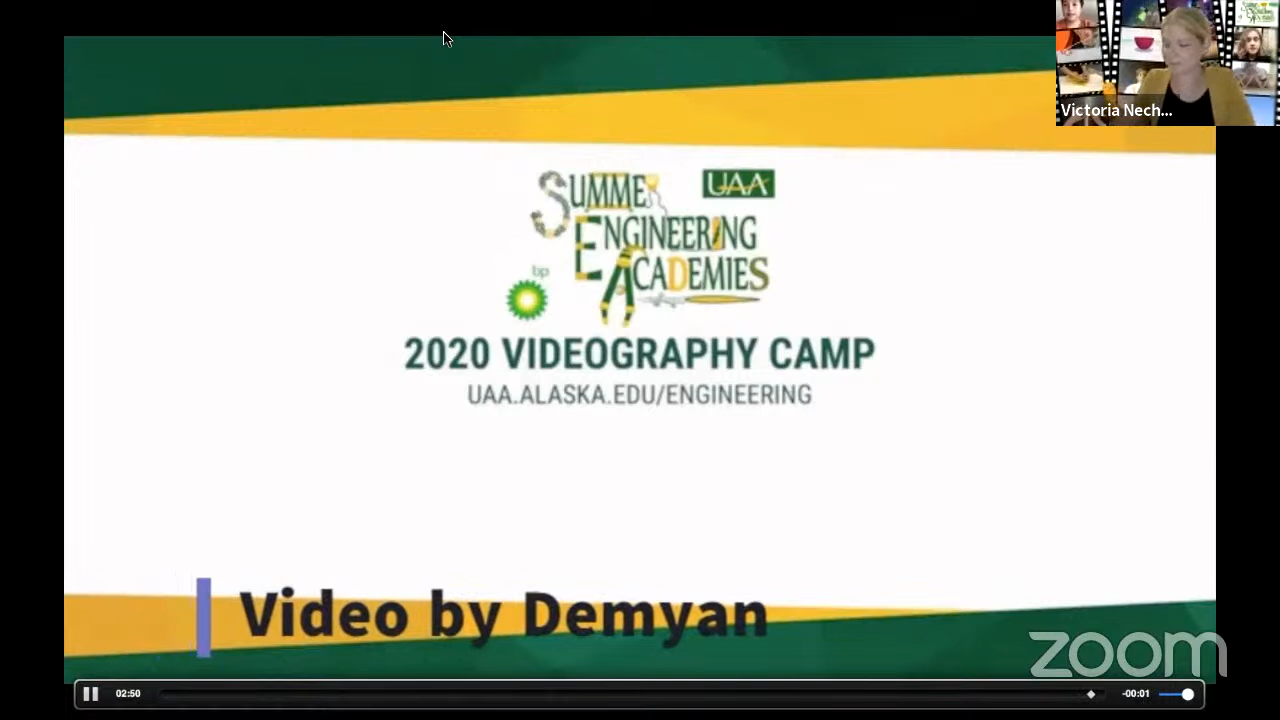 Victoria Nech...
SUMMER
UAA
ENGINEERING
ACADEMIES
bp
2020 VIDEOGRAPHY CAMP
UAA.ALASKA.EDU/ENGINEERING
Video by Demyan
zoom
02:50
-00:01